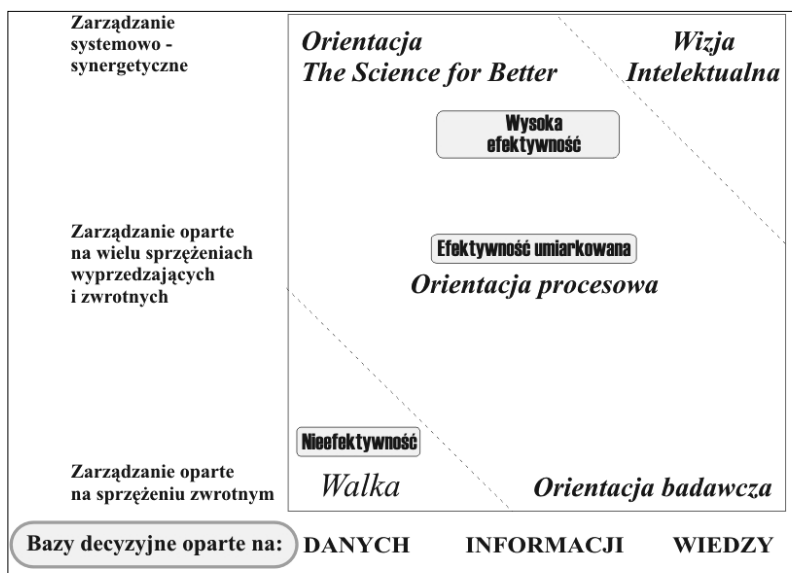 Zarządzanie
systemowo -
synergetyczne
Orientacja
The Science for Better
Wizja
Intelektualna
Wysoka
efektywność
Zarządzanie oparte
na wielu sprzężeniach
wyprzedzających
i zwrotnych
Efektywność umiarkowana
Orientacja procesowa
Nieefektywność
Zarządzanie oparte
na sprzężeniu zwrotnym
Walka
Orientacja badawcza
Bazy decyzyjne oparte na:
DANYCH
INFORMACJI
WIEDZY